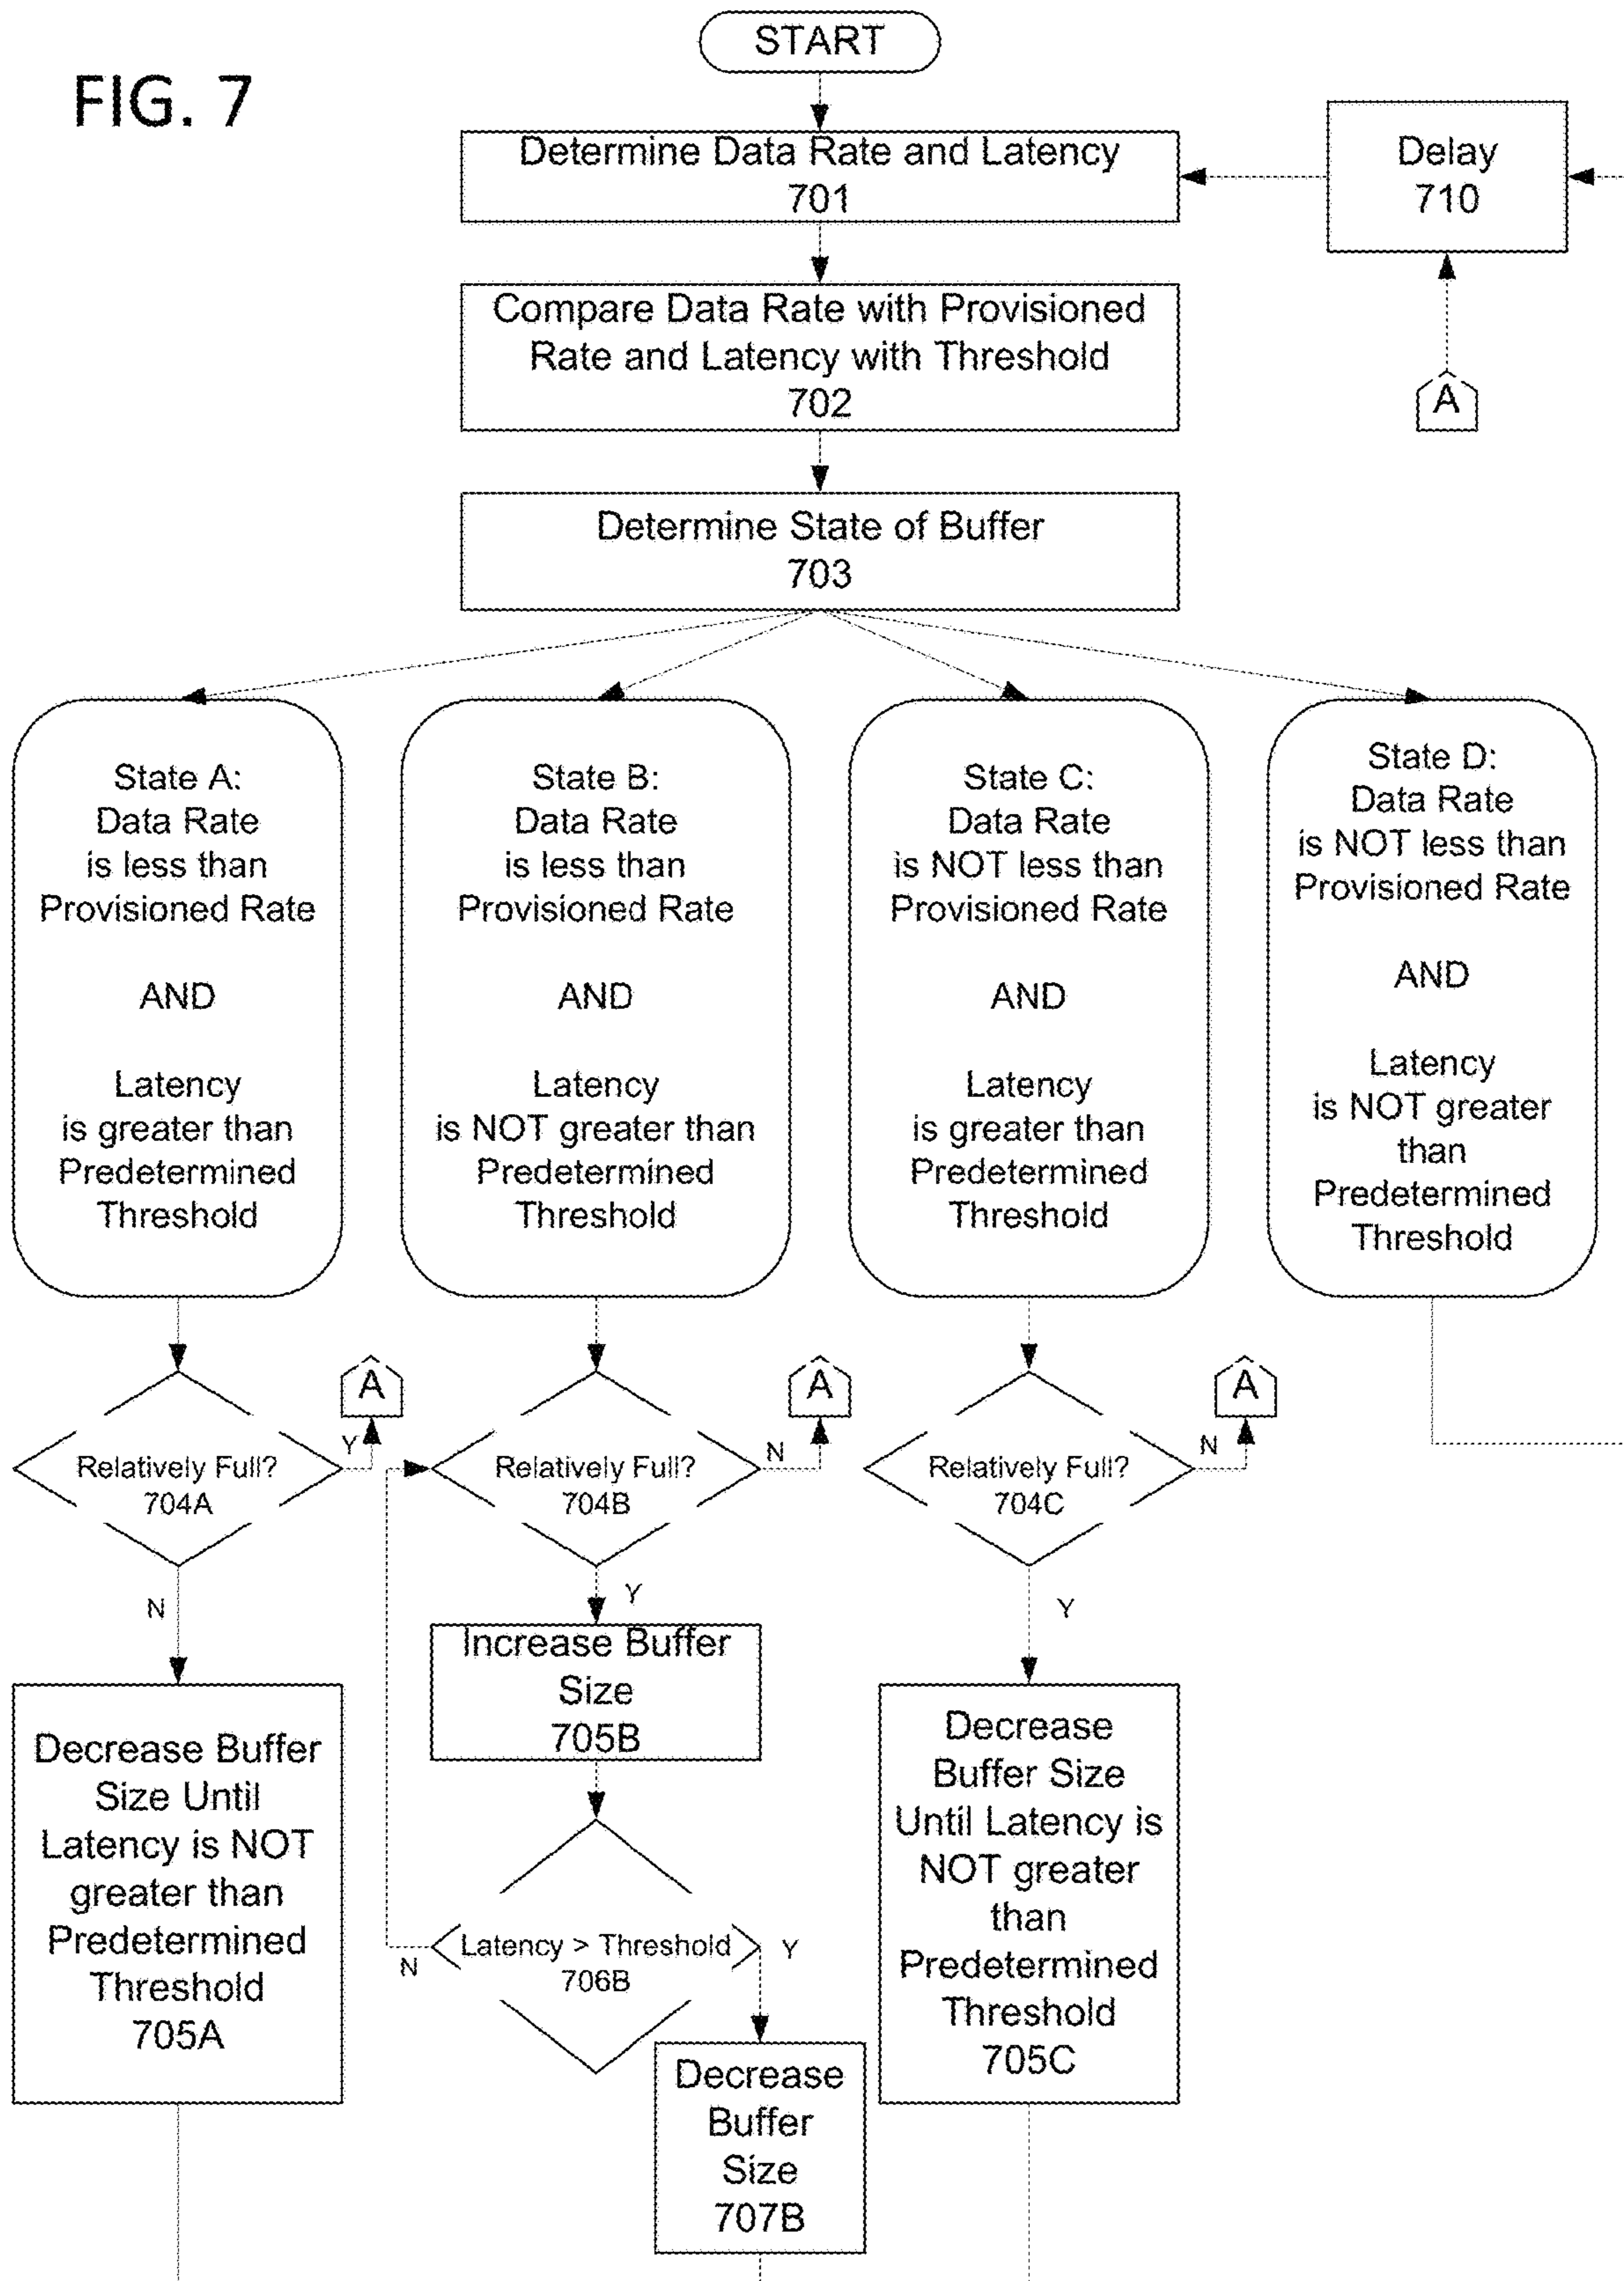 FIG. 7
START
Determine Data Rate and Latency
701
Delay
710
Compare Data Rate with Provisioned
Rate and Latency with Threshold
702
A
Determine State of Buffer
703
State A:
Data Rate
is less than
Provisioned Rate
AND
Latency
is greater than
Predetermined
Threshold
State B:
Data Rate
is less than
Provisioned Rate
AND
Latency
is NOT greater than
Predetermined
Threshold
State C:
Data Rate
is NOT less than
Provisioned Rate
AND
Latency
is greater than
Predetermined
Threshold
State D:
Data Rate
is NOT less than
Provisioned Rate
AND
Latency
is NOT greater
than
Predetermined
Threshold
Relatively Full?
704A
Y
A
N
Relatively Full?
704B
N
A
Y
Relatively Full?
704C
N
A
Y
Decrease Buffer
Size Until
Latency is NOT
greater than
Predetermined
Threshold
705A
Increase Buffer
Size
705B
Latency > Threshold
706B
N
Y
Decrease
Buffer
Size
707B
Decrease
Buffer Size
Until Latency is
NOT greater
than
Predetermined
Threshold
705C